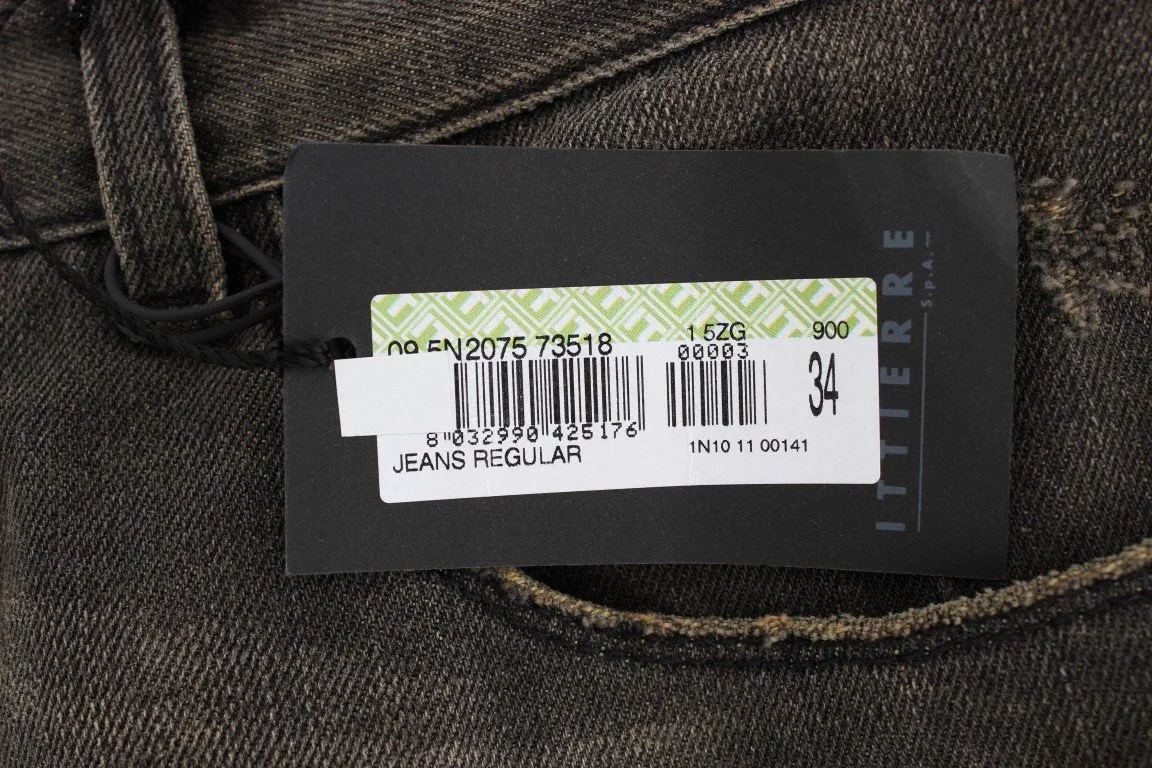 09 5N2075 73518 1 5ZG 900
00003
34
8 032990 425176
JEANS REGULAR 1N10 11 00141
ITTIERRE
S.p.A.